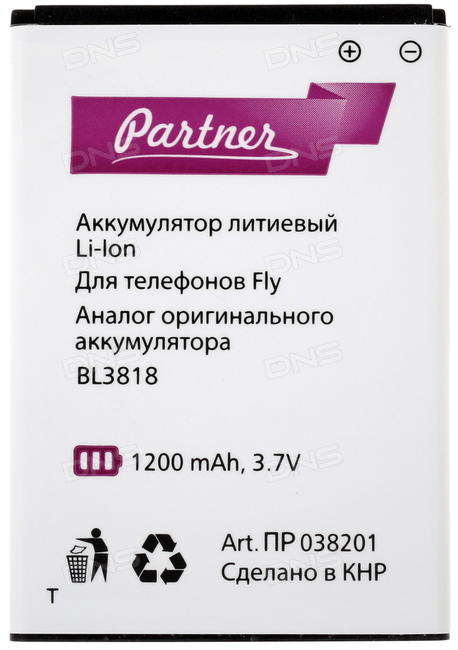 Partner
Аккумулятор литиевый
Li-Ion
Для телефонов Fly
Аналог оригинального
аккумулятора
BL3818
1200 mAh, 3.7V
Art. ПР 038201
Сделано в КНР
T
DNS